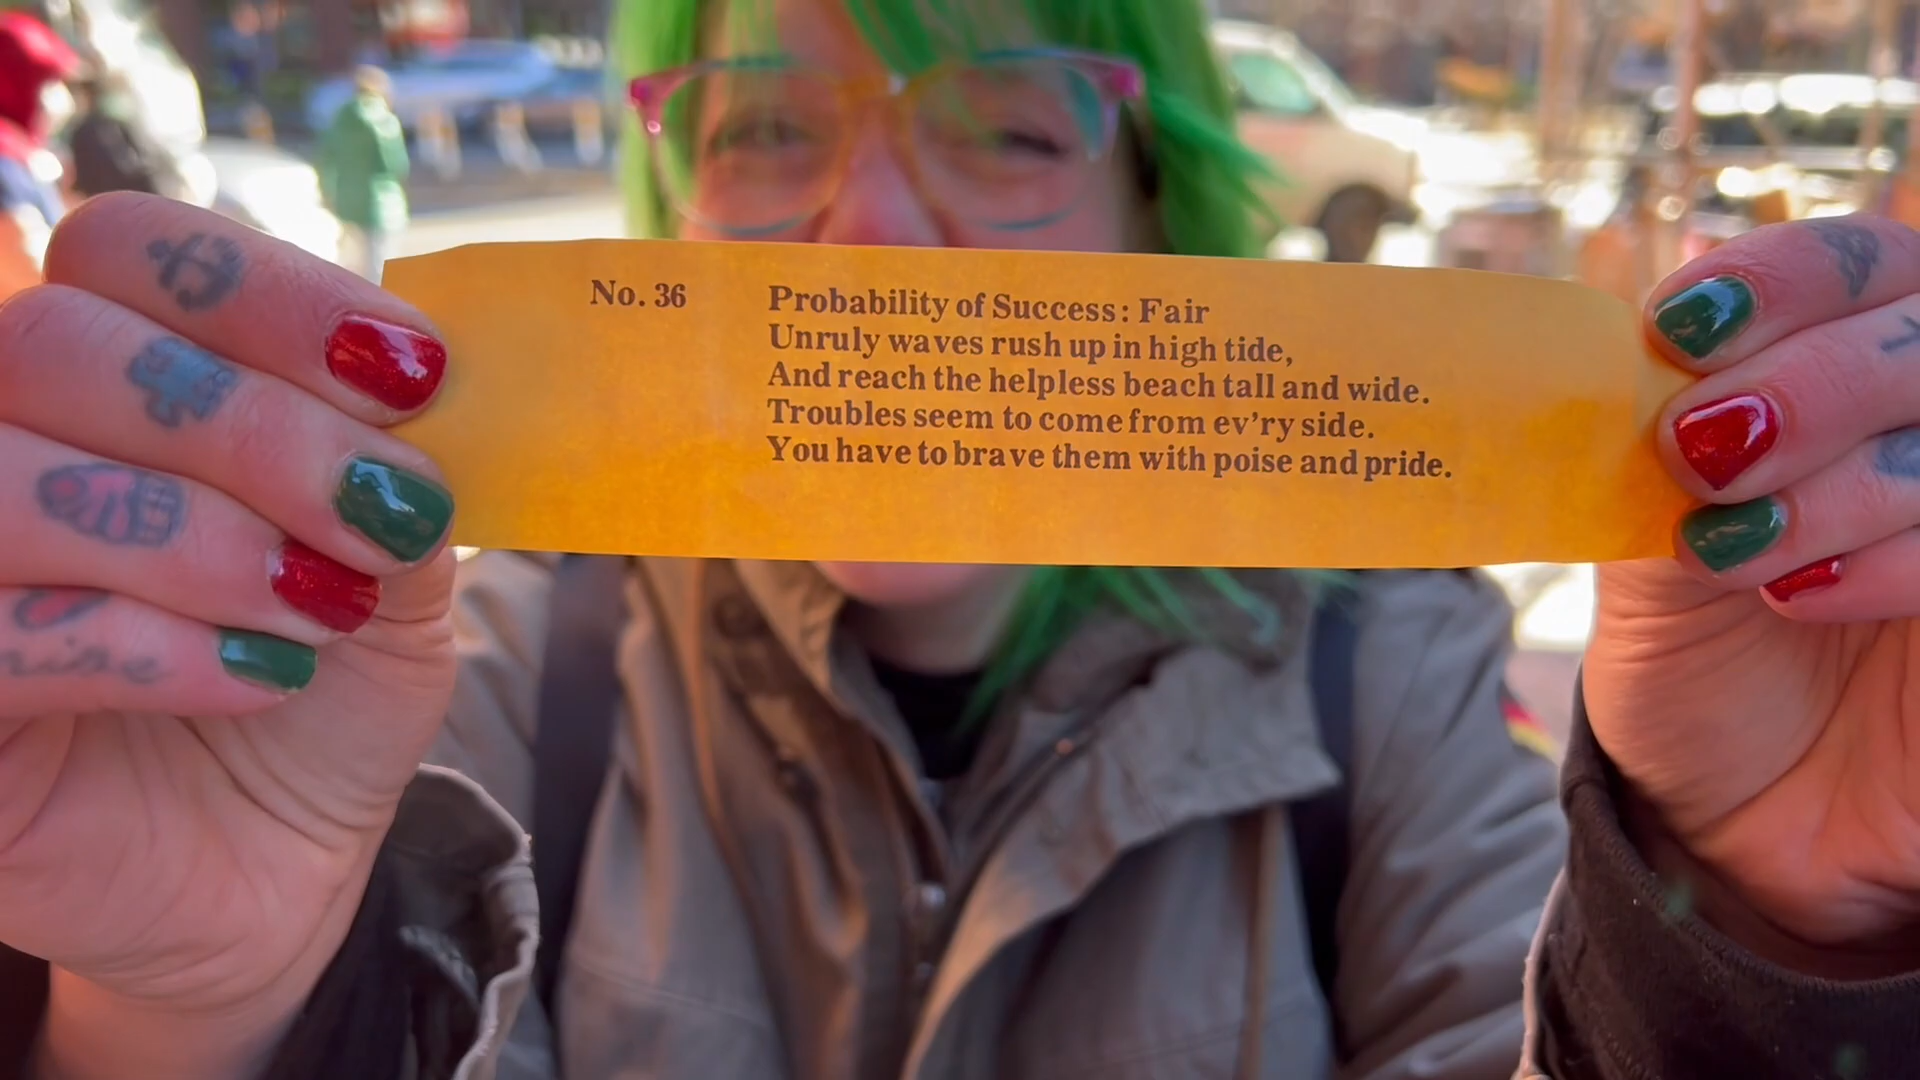 No. 36
Probability of Success: Fair
Unruly waves rush up in high tide,
And reach the helpless beach tall and wide.
Troubles seem to come from ev'ry side.
You have to brave them with poise and pride.